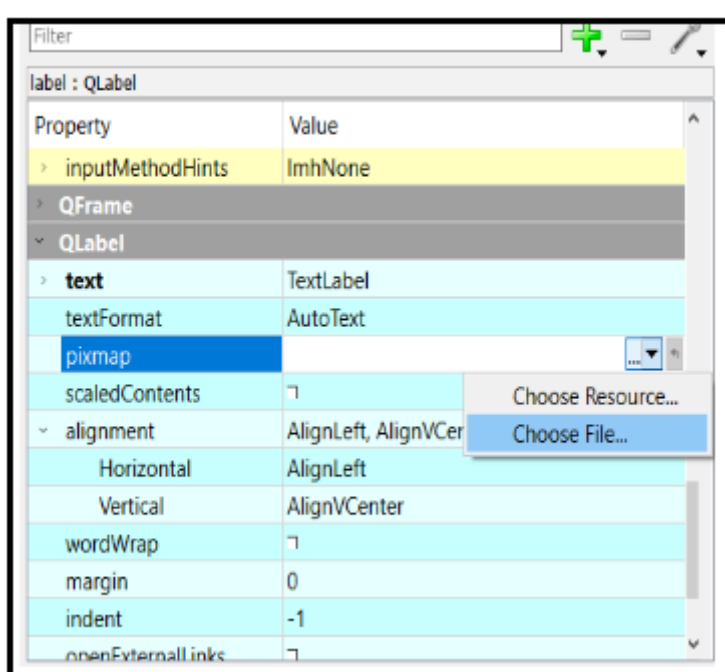 Filter
label : QLabel
Property Value
inputMethodHints ImhNone
QFrame
QLabel
text TextLabel
textFormat AutoText
pixmap ...
scaledContents
Choose Resource...
alignment AlignLeft, AlignVCer
Choose File...
Horizontal AlignLeft
Vertical AlignVCenter
wordWrap
margin 0
indent -1
openExternalLinks